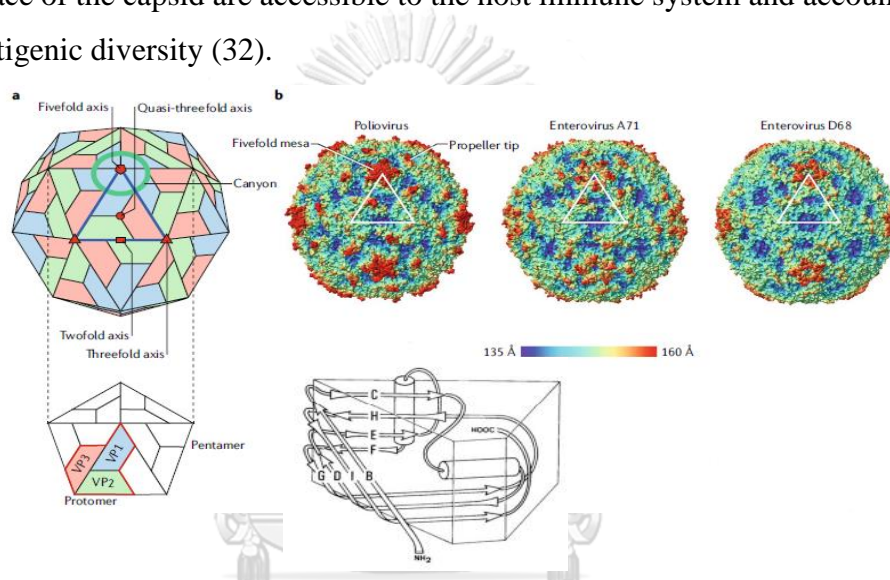 ace of the capsid are accessible to the host immune system and accoun
tigenic diversity (32).
a
Fivefold axis
Quasi-threefold axis
Canyon
Twofold axis
Threefold axis
VP3
VP1
VP2
Pentamer
Protomer
b
Poliovirus
Enterovirus A71
Enterovirus D68
Fivefold mesa
Propeller tip
135 Å
160 Å
C
H
E
F
G D I B
HOOC
NH2